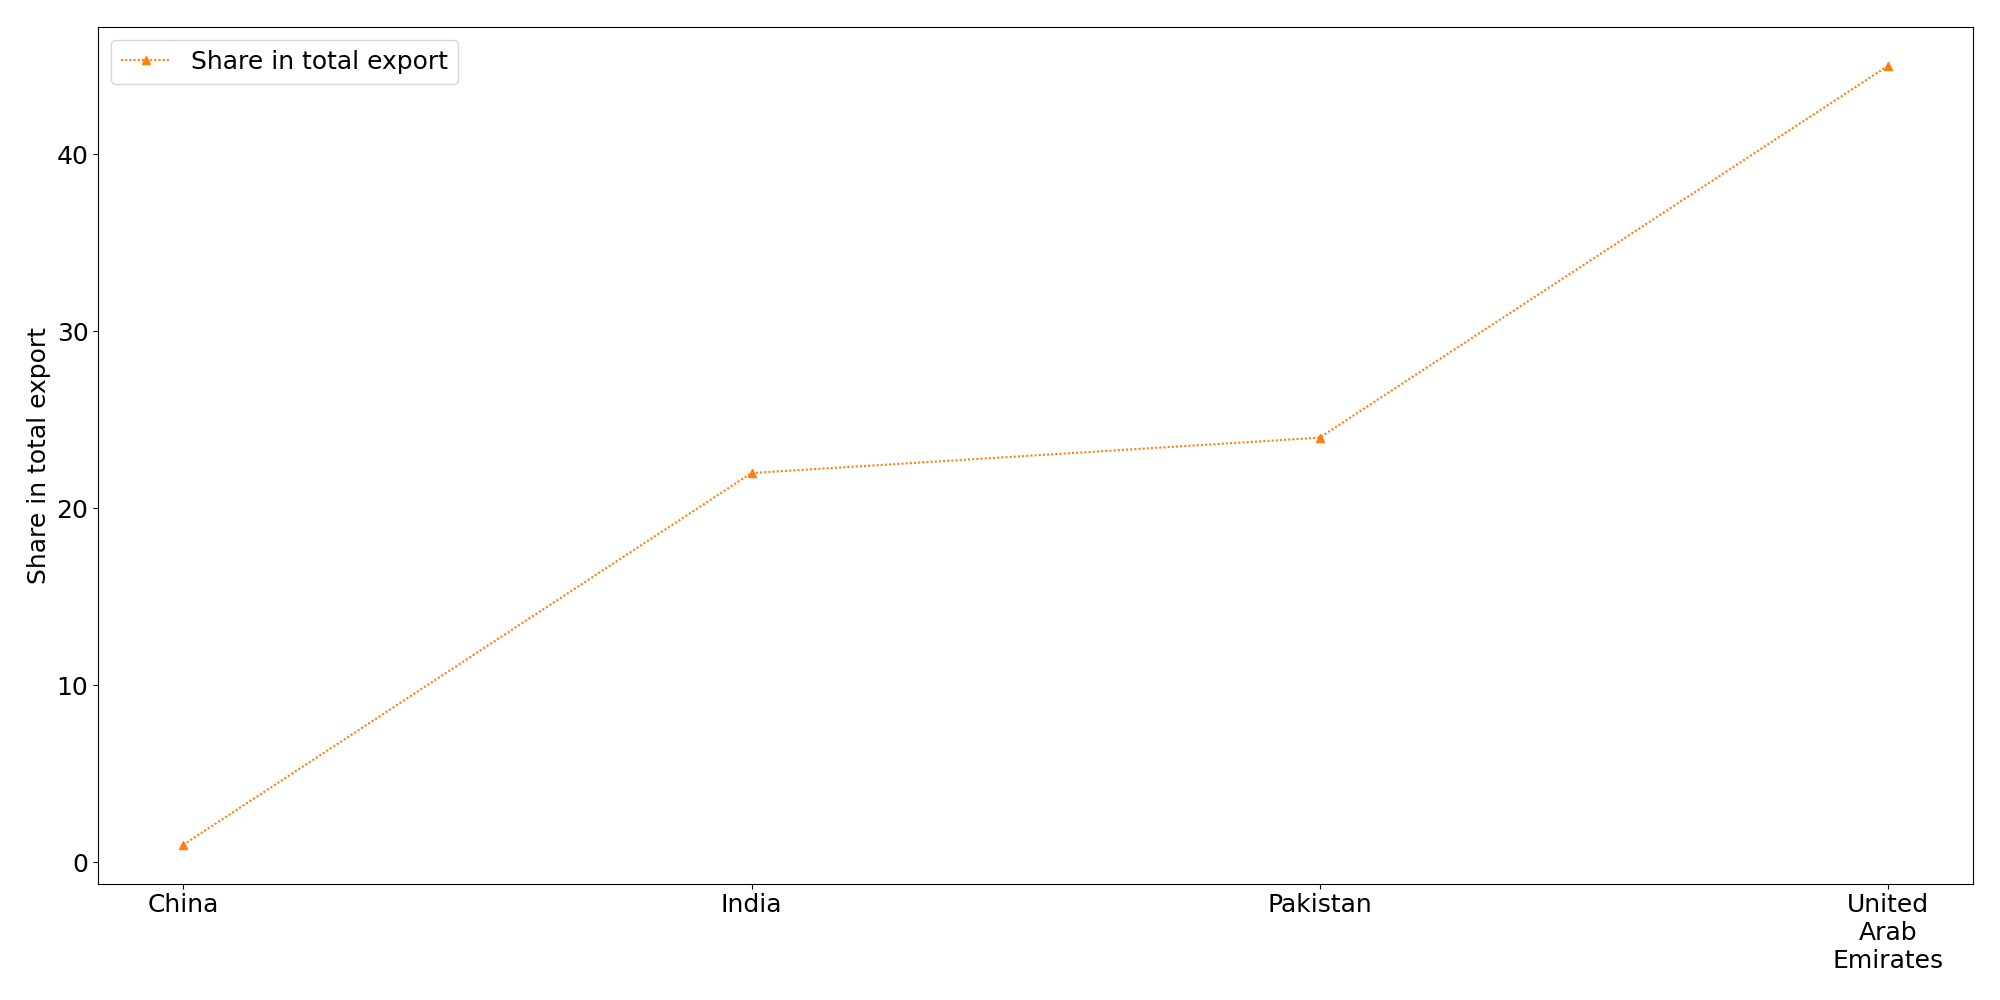 Share in total export
Share in total export
40
30
20
10
0
China
India
Pakistan
United
Arab
Emirates